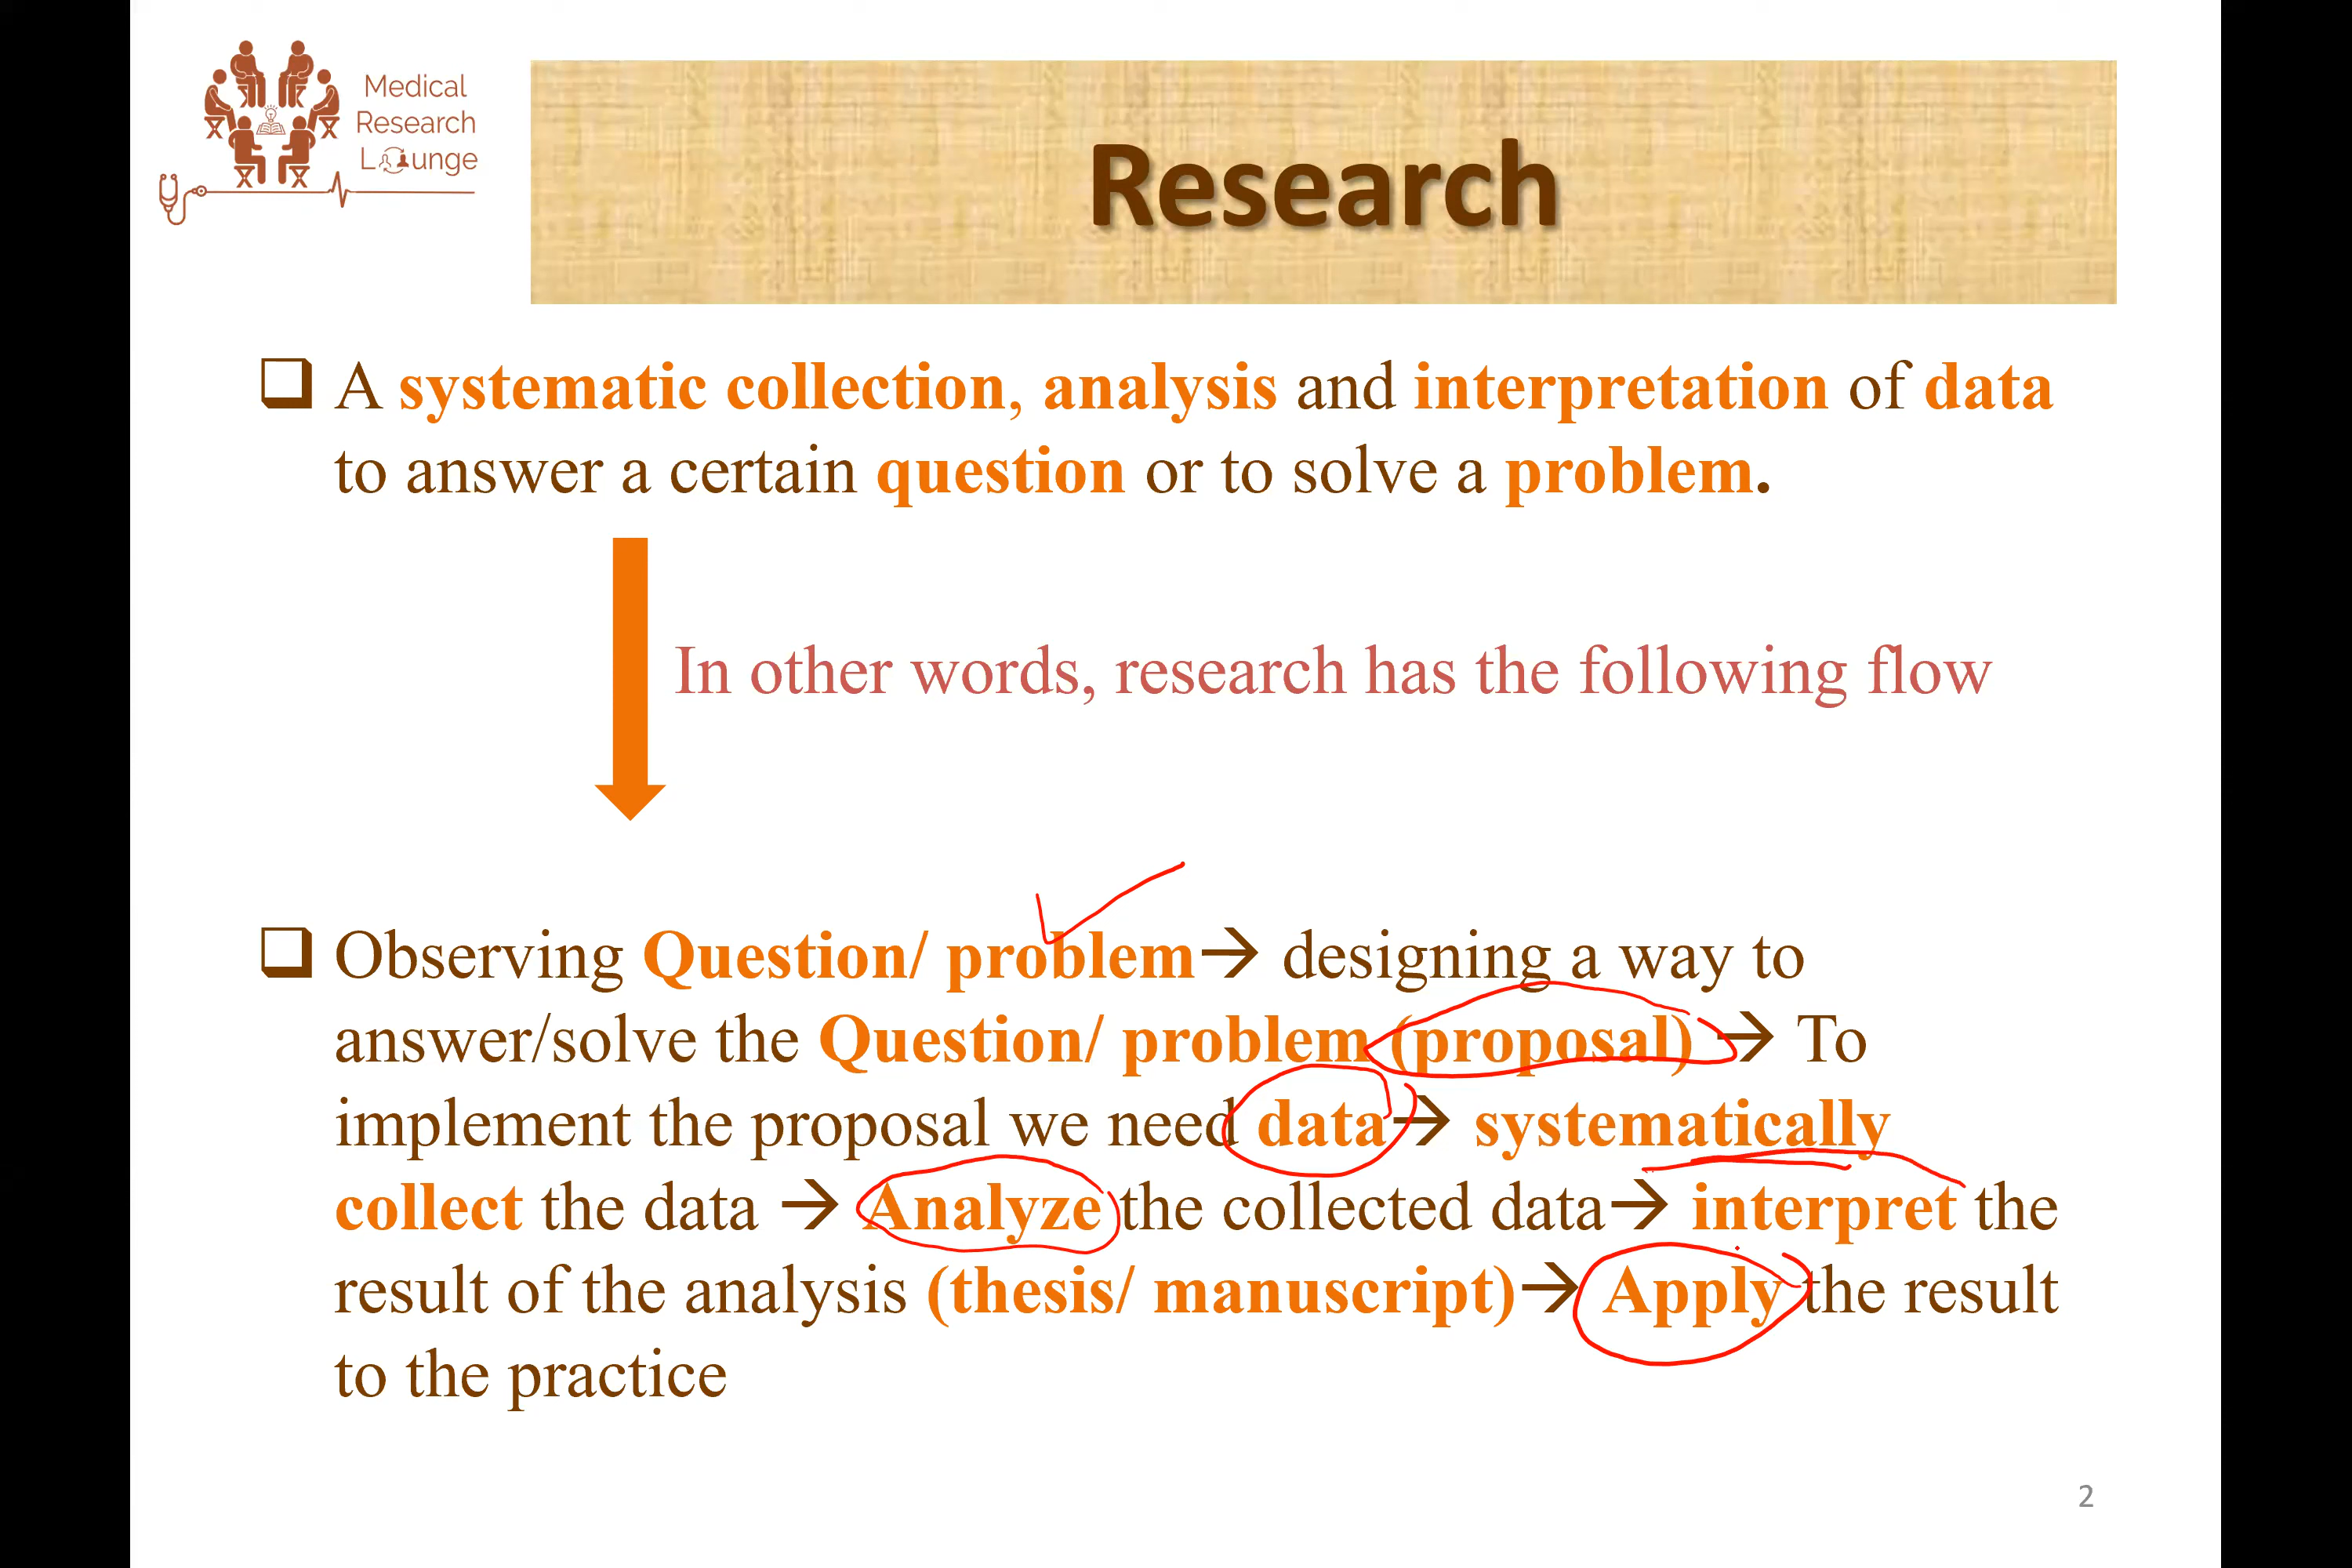 Medical
Research
Lounge
Research
A systematic collection, analysis and interpretation of data
to answer a certain question or to solve a problem.
In other words, research has the following flow
Observing Question/ problem→ designing a way to
answer/solve the Question/ problem (proposal) → To
implement the proposal we need data→ systematically
collect the data → Analyze the collected data→ interpret the
result of the analysis (thesis/ manuscript)→ Apply the result
to the practice
2